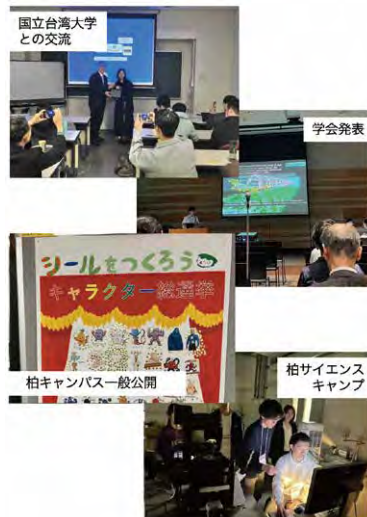 国立台湾大学
との交流
学会発表
シールをつくろう
キャラクター総選挙
柏キャンパス一般公開
柏サイエンス
キャンプ